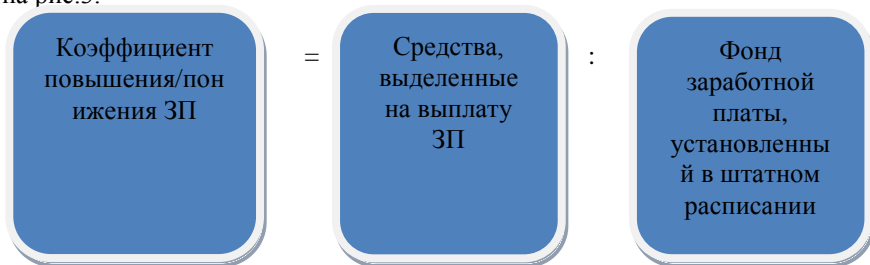 на рис.3.
Коэффициент
повышения/пон
ижения ЗП
=
Средства,
выделенные
на выплату
ЗП
:
Фонд
заработной
платы,
установленны
й в штатном
расписании